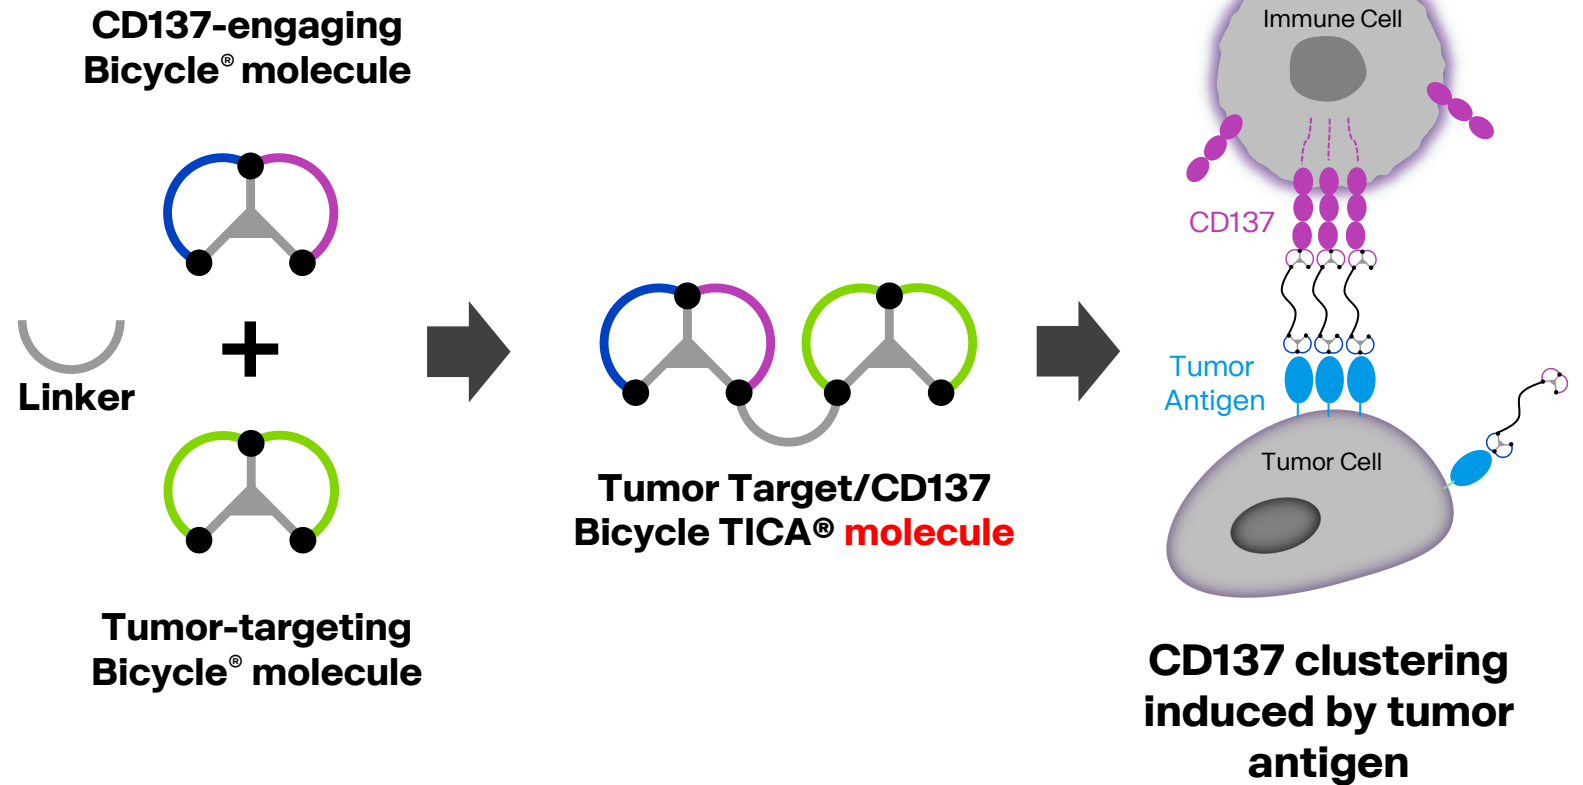 CD137-engaging
Bicycle® molecule
Linker
Tumor-targeting
Bicycle® molecule
Tumor Target/CD137
Bicycle TICA® molecule
Immune Cell
CD137
Tumor
Antigen
Tumor Cell
CD137 clustering
induced by tumor
antigen